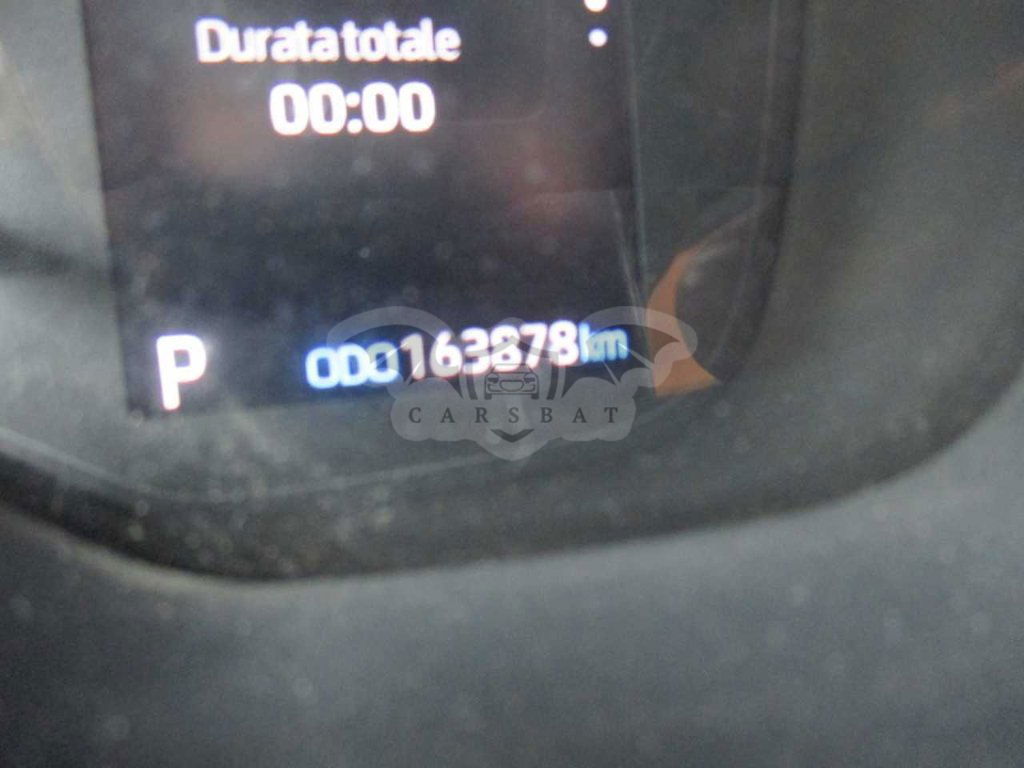 Durata totale
00:00
P
ODO 163878 km
CARSBAT